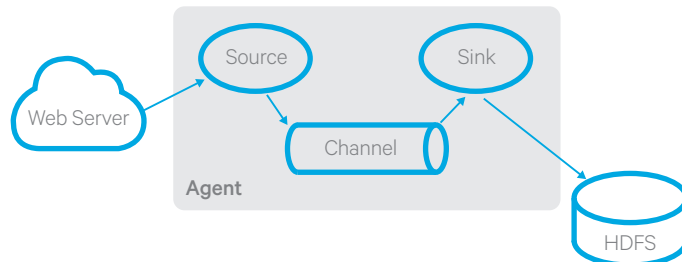 Source
Sink
Web Server
Channel
Agent
HDFS